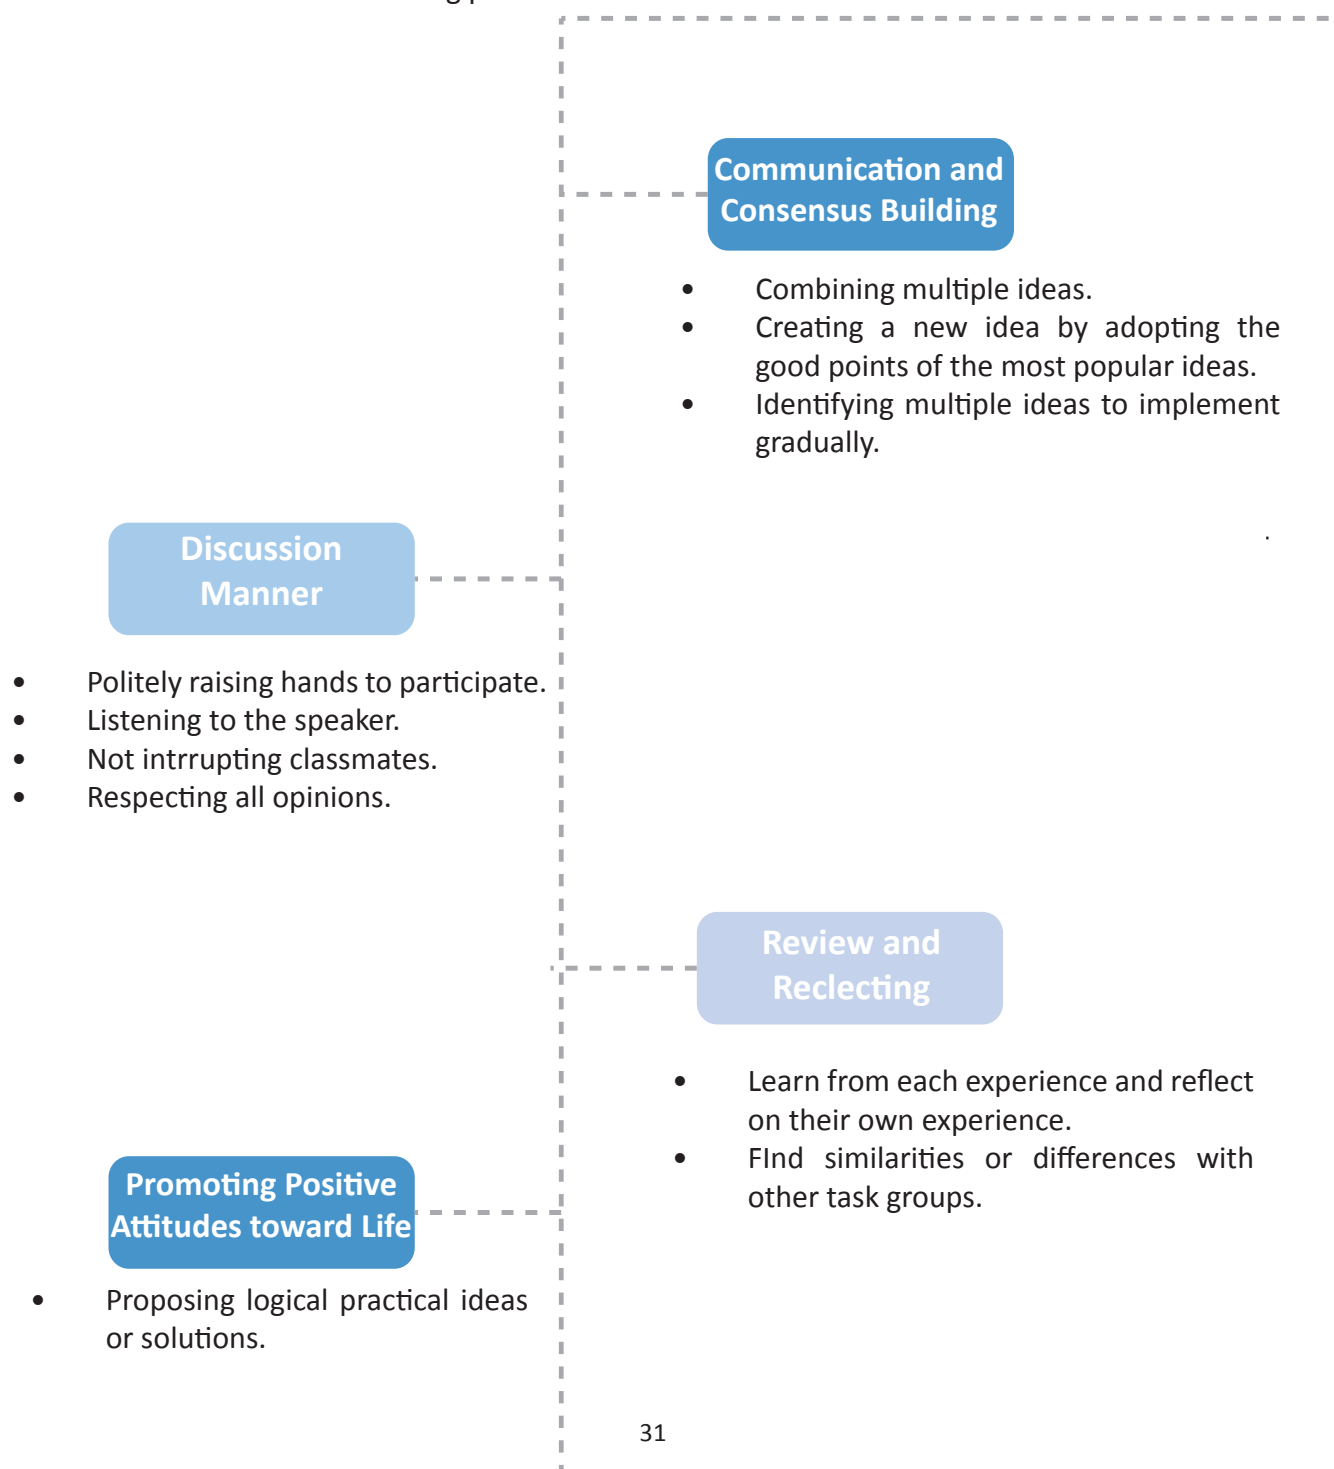 Communication and
Consensus Building
• Combining multiple ideas.
• Creating a new idea by adopting the
good points of the most popular ideas.
• Identifying multiple ideas to implement
gradually.
.
Discussion
Manner
• Politely raising hands to participate.
• Listening to the speaker.
• Not intrrupting classmates.
• Respecting all opinions.
Review and
Reclecting
• Learn from each experience and reflect
on their own experience.
• FInd similarities or differences with
other task groups.
Promoting Positive
Attitudes toward Life
• Proposing logical practical ideas
or solutions.
31